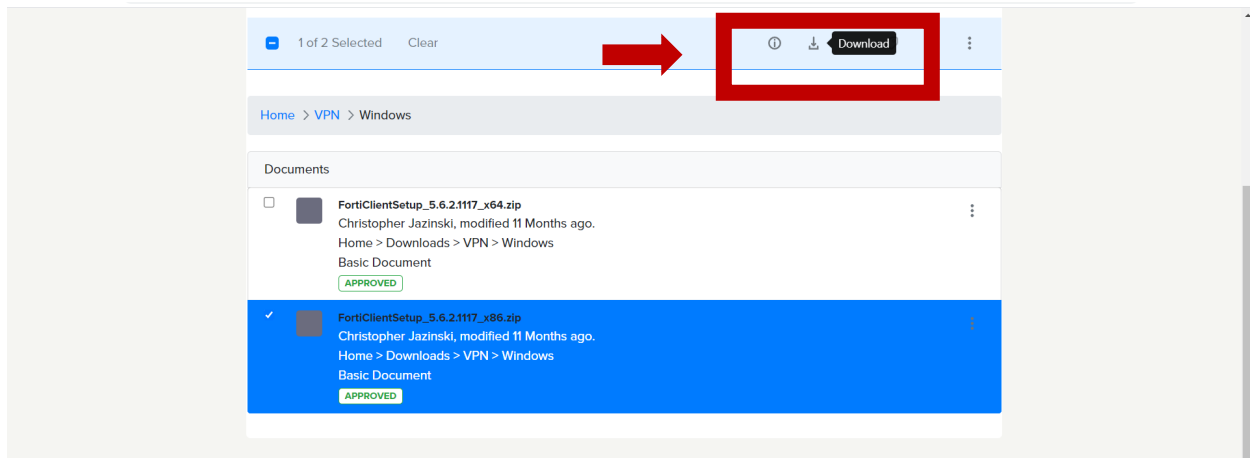 1 of 2 Selected Clear Download
Home > VPN > Windows
Documents
FortiClientSetup_5.6.2.1117_x64.zip
Christopher Jazinski, modified 11 Months ago.
Home > Downloads > VPN > Windows
Basic Document
APPROVED
FortiClientSetup_5.6.2.1117_x86.zip
Christopher Jazinski, modified 11 Months ago.
Home > Downloads > VPN > Windows
Basic Document
APPROVED